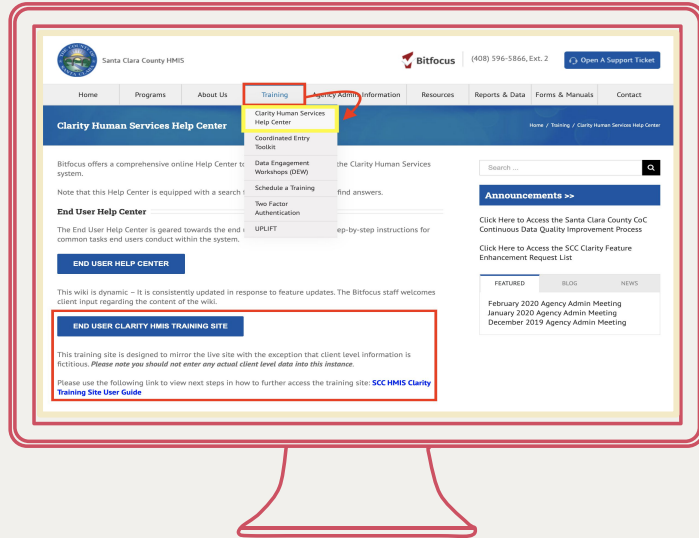 THE COUNTY OF
SANTA CLARA
Santa Clara County HMIS
Bitfocus
(408) 596-5866, Ext. 2
Open A Support Ticket
Home
Programs
About Us
Training
Agency Admin Information
Resources
Reports & Data
Forms & Manuals
Contact
Clarity Human Services Help Center
Home / Training / Clarity Human Services Help Center
Clarity Human Services
Help Center
Coordinated Entry
Toolkit
Data Engagement
Workshops (DEW)
Schedule a Training
Two Factor
Authentication
UPLIFT
Bitfocus offers a comprehensive online Help Center to the Clarity Human Services
system.
Note that this Help Center is equipped with a search find answers.
End User Help Center
The End User Help Center is geared towards the end ep-by-step instructions for
common tasks end users conduct within the system.
END USER HELP CENTER
This wiki is dynamic – It is consistently updated in response to feature updates. The Bitfocus staff welcomes
client input regarding the content of the wiki.
END USER CLARITY HMIS TRAINING SITE
This training site is designed to mirror the live site with the exception that client level information is
fictitious. Please note you should not enter any actual client level data into this instance.
Please use the following link to view next steps in how to further access the training site: SCC HMIS Clarity
Training Site User Guide
Search ...
Announcements >>
Click Here to Access the Santa Clara County CoC
Continuous Data Quality Improvement Process
Click Here to Access the SCC Clarity Feature
Enhancement Request List
FEATURED
BLOG
NEWS
February 2020 Agency Admin Meeting
January 2020 Agency Admin Meeting
December 2019 Agency Admin Meeting